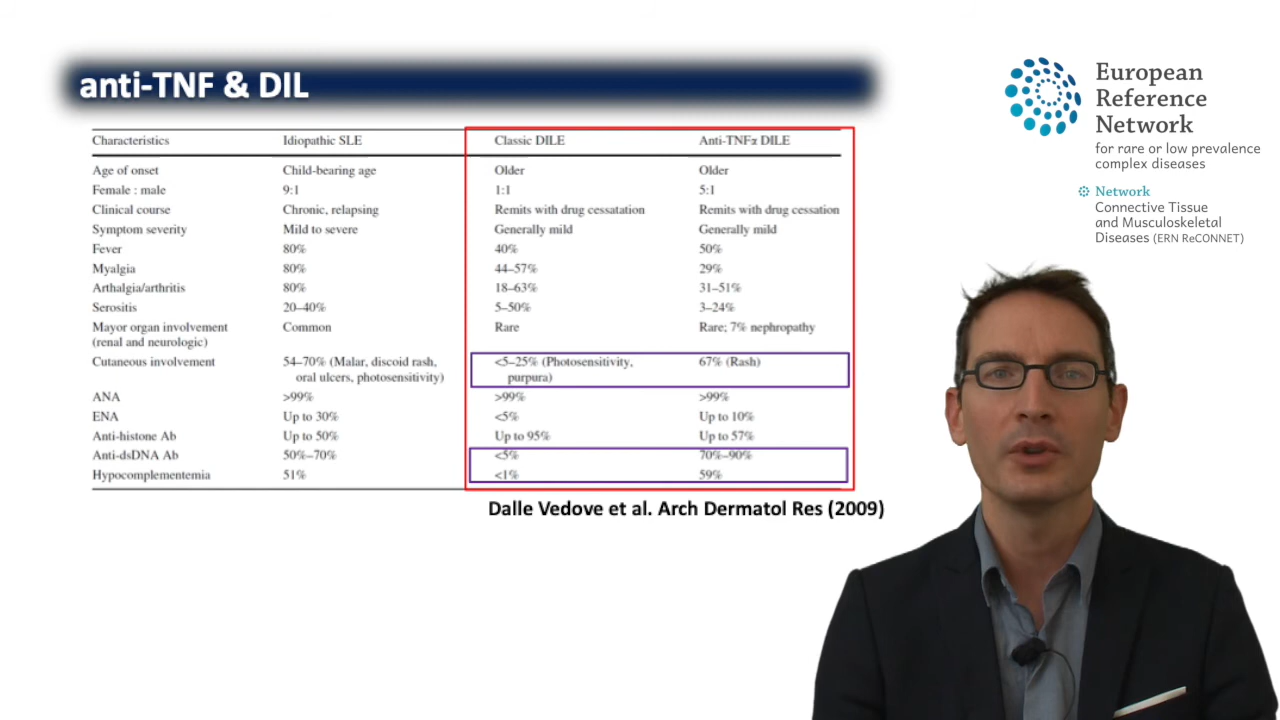 anti-TNF & DIL
European
Reference
Network
for rare or low prevalence
complex diseases
Network
Connective Tissue
and Musculoskeletal
Diseases (ERN ReCONNET)
Characteristics Idiopathic SLE Classic DILE Anti-TNFα DILE
Age of onset Child-bearing age Older Older
Female : male 9:1 1:1 5:1
Clinical course Chronic, relapsing Remits with drug cessatation Remits with drug cessation
Symptom severity Mild to severe Generally mild Generally mild
Fever 80% 40% 50%
Myalgia 80% 44–57% 29%
Arthalgia/arthritis 80% 18–63% 31–51%
Serositis 20–40% 5–50% 3–24%
Mayor organ involvement Common Rare Rare; 7% nephropathy
(renal and neurologic)
Cutaneous involvement 54–70% (Malar, discoid rash, <5–25% (Photosensitivity, 67% (Rash)
oral ulcers, photosensitivity) purpura)
ANA >99% >99% >99%
ENA Up to 30% <5% Up to 10%
Anti-histone Ab Up to 50% Up to 95% Up to 57%
Anti-dsDNA Ab 50%–70% <5% 70%–90%
Hypocomplementemia 51% <1% 59%
Dalle Vedove et al. Arch Dermatol Res (2009)